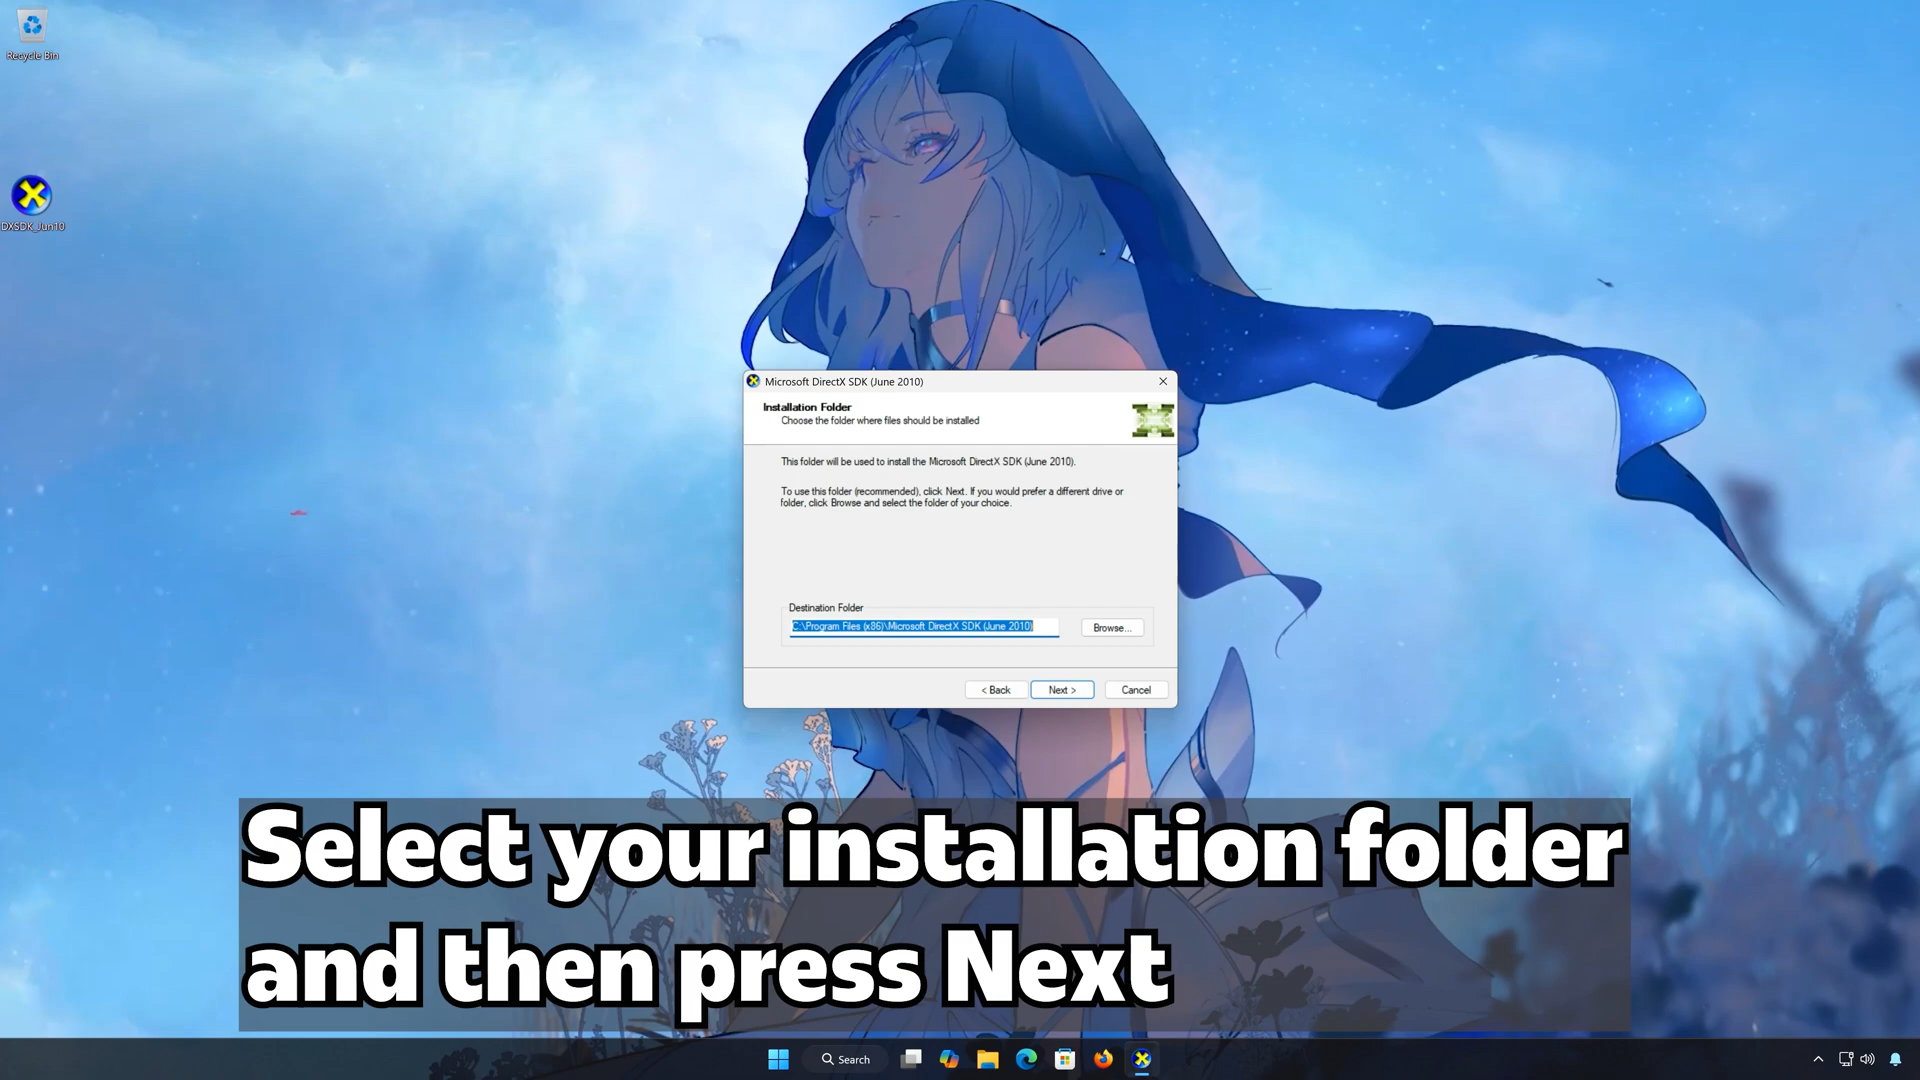 Recycle Bin
DXSDK_Jun10
Microsoft DirectX SDK (June 2010)
Installation Folder
Choose the folder where files should be installed
This folder will be used to install the Microsoft DirectX SDK (June 2010).
To use this folder (recommended), click Next. If you would prefer a different drive or
folder, click Browse and select the folder of your choice.
Destination Folder
C:\Program Files (x86)\Microsoft DirectX SDK (June 2010)
Browse...
< Back
Next >
Cancel
Select your installation folder
and then press Next
Search